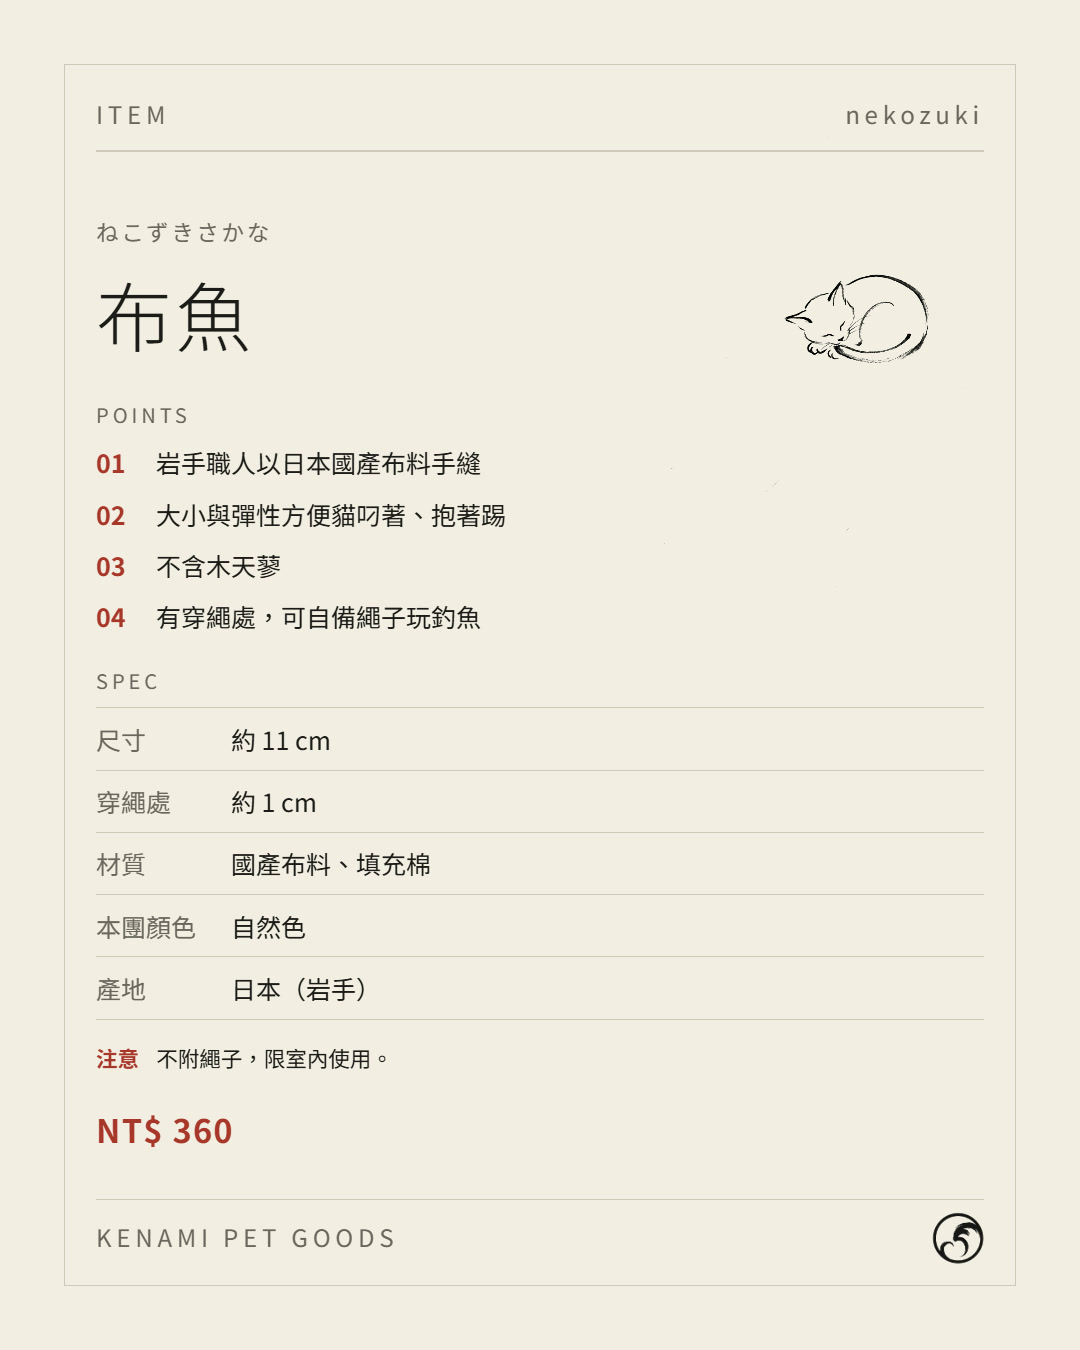 ITEM
nekozuki
ねこずきさかな
布魚
POINTS
01 岩手職人以日本國產布料手縫
02 大小與彈性方便貓叼著、抱著踢
03 不含木天蓼
04 有穿繩處，可自備繩子玩釣魚
SPEC
尺寸 約 11 cm
穿繩處 約 1 cm
材質 國產布料、填充棉
本團顏色 自然色
產地 日本（岩手）
注意 不附繩子，限室內使用。
NT$ 360
KENAMI PET GOODS